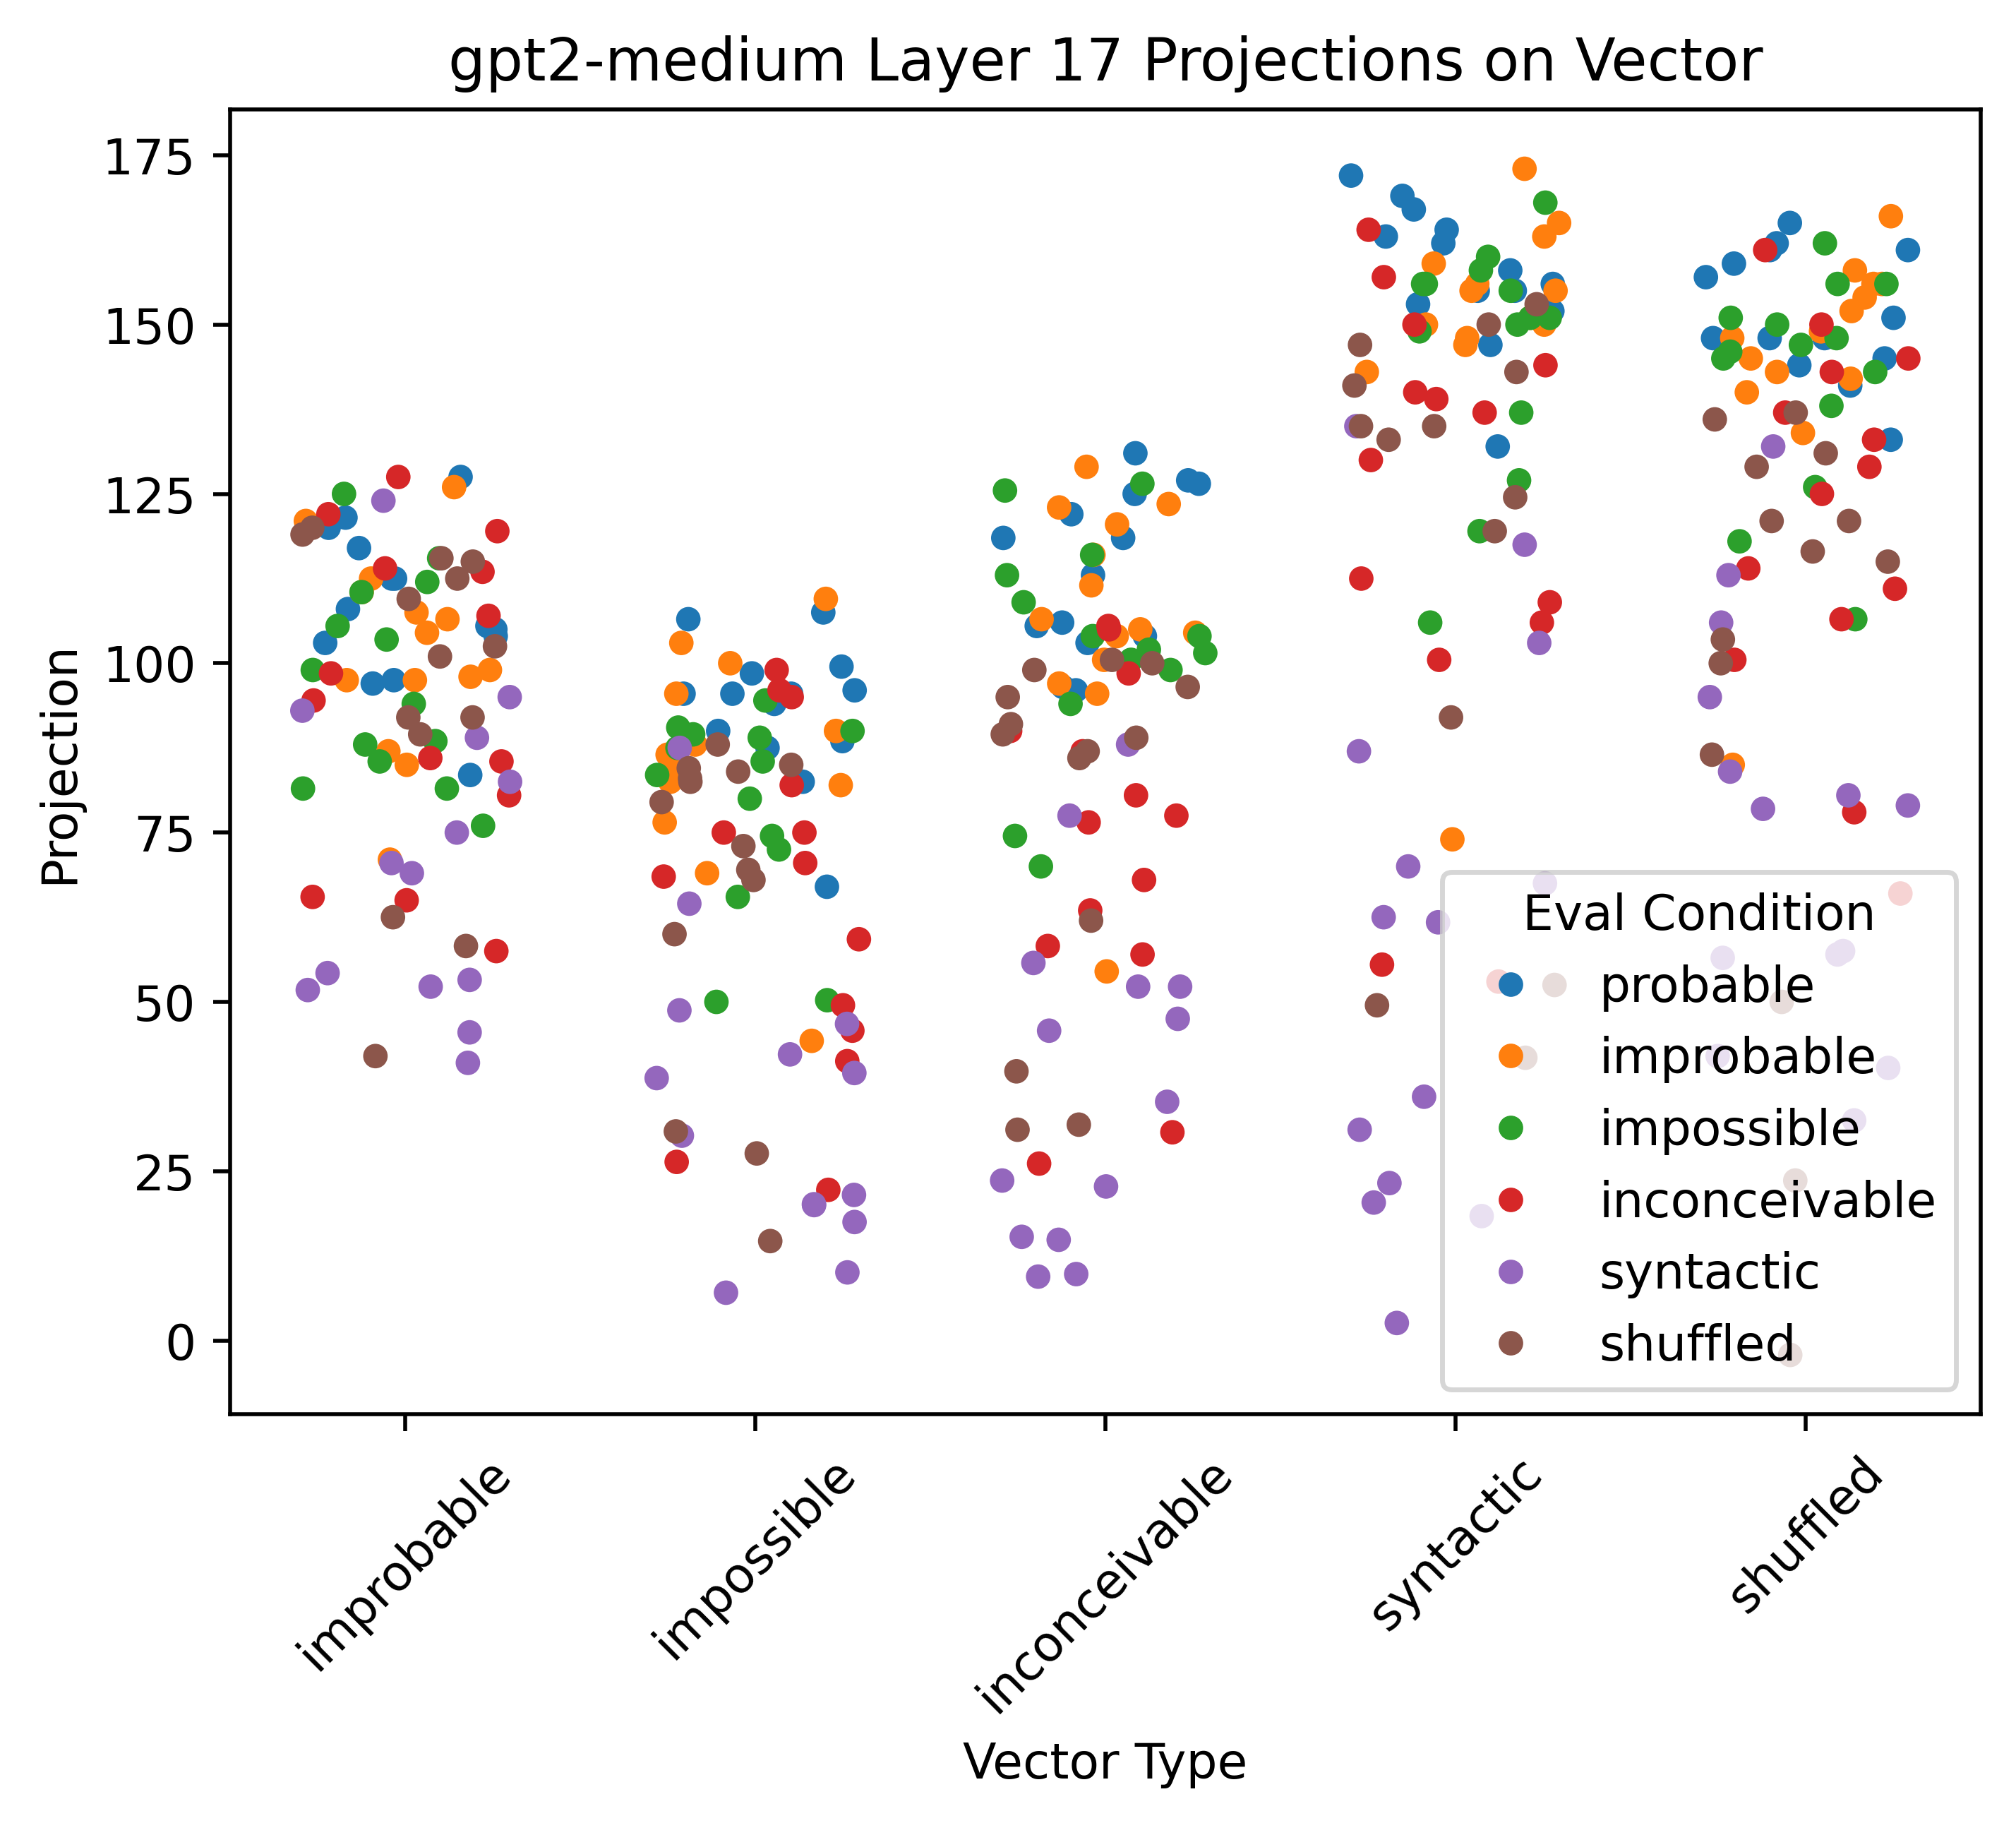 gpt2-medium Layer 17 Projections on Vector
175
150
125
100
75
50
25
0
Projection
Eval Condition
probable
improbable
impossible
inconceivable
syntactic
shuffled
improbable
impossible
inconceivable
syntactic
shuffled
Vector Type